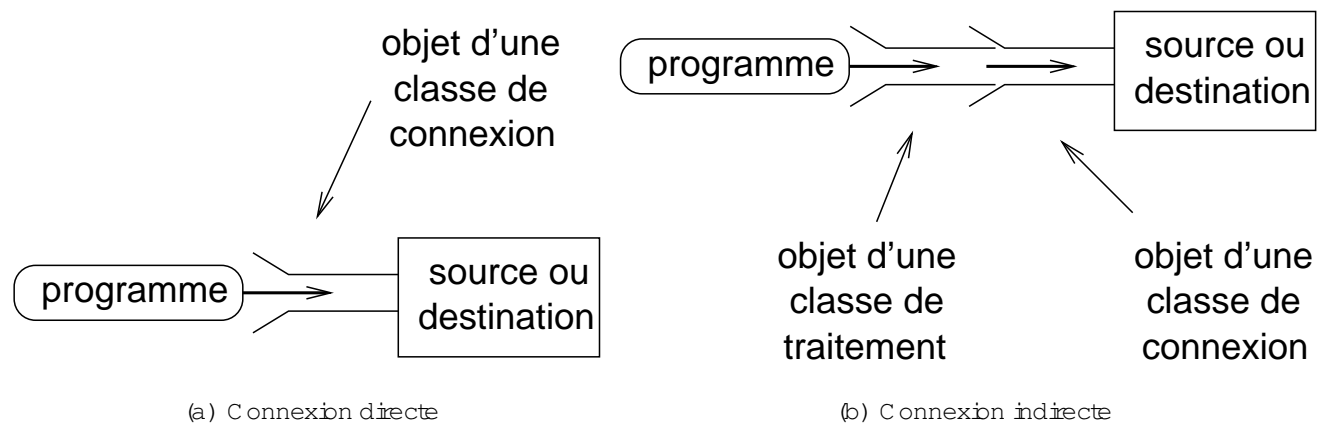 objet d'une
classe de
connexion
programme
source ou
destination
(a) Connexion directe
programme
source ou
destination
objet d'une
classe de
traitement
objet d'une
classe de
connexion
(b) Connexion indirecte